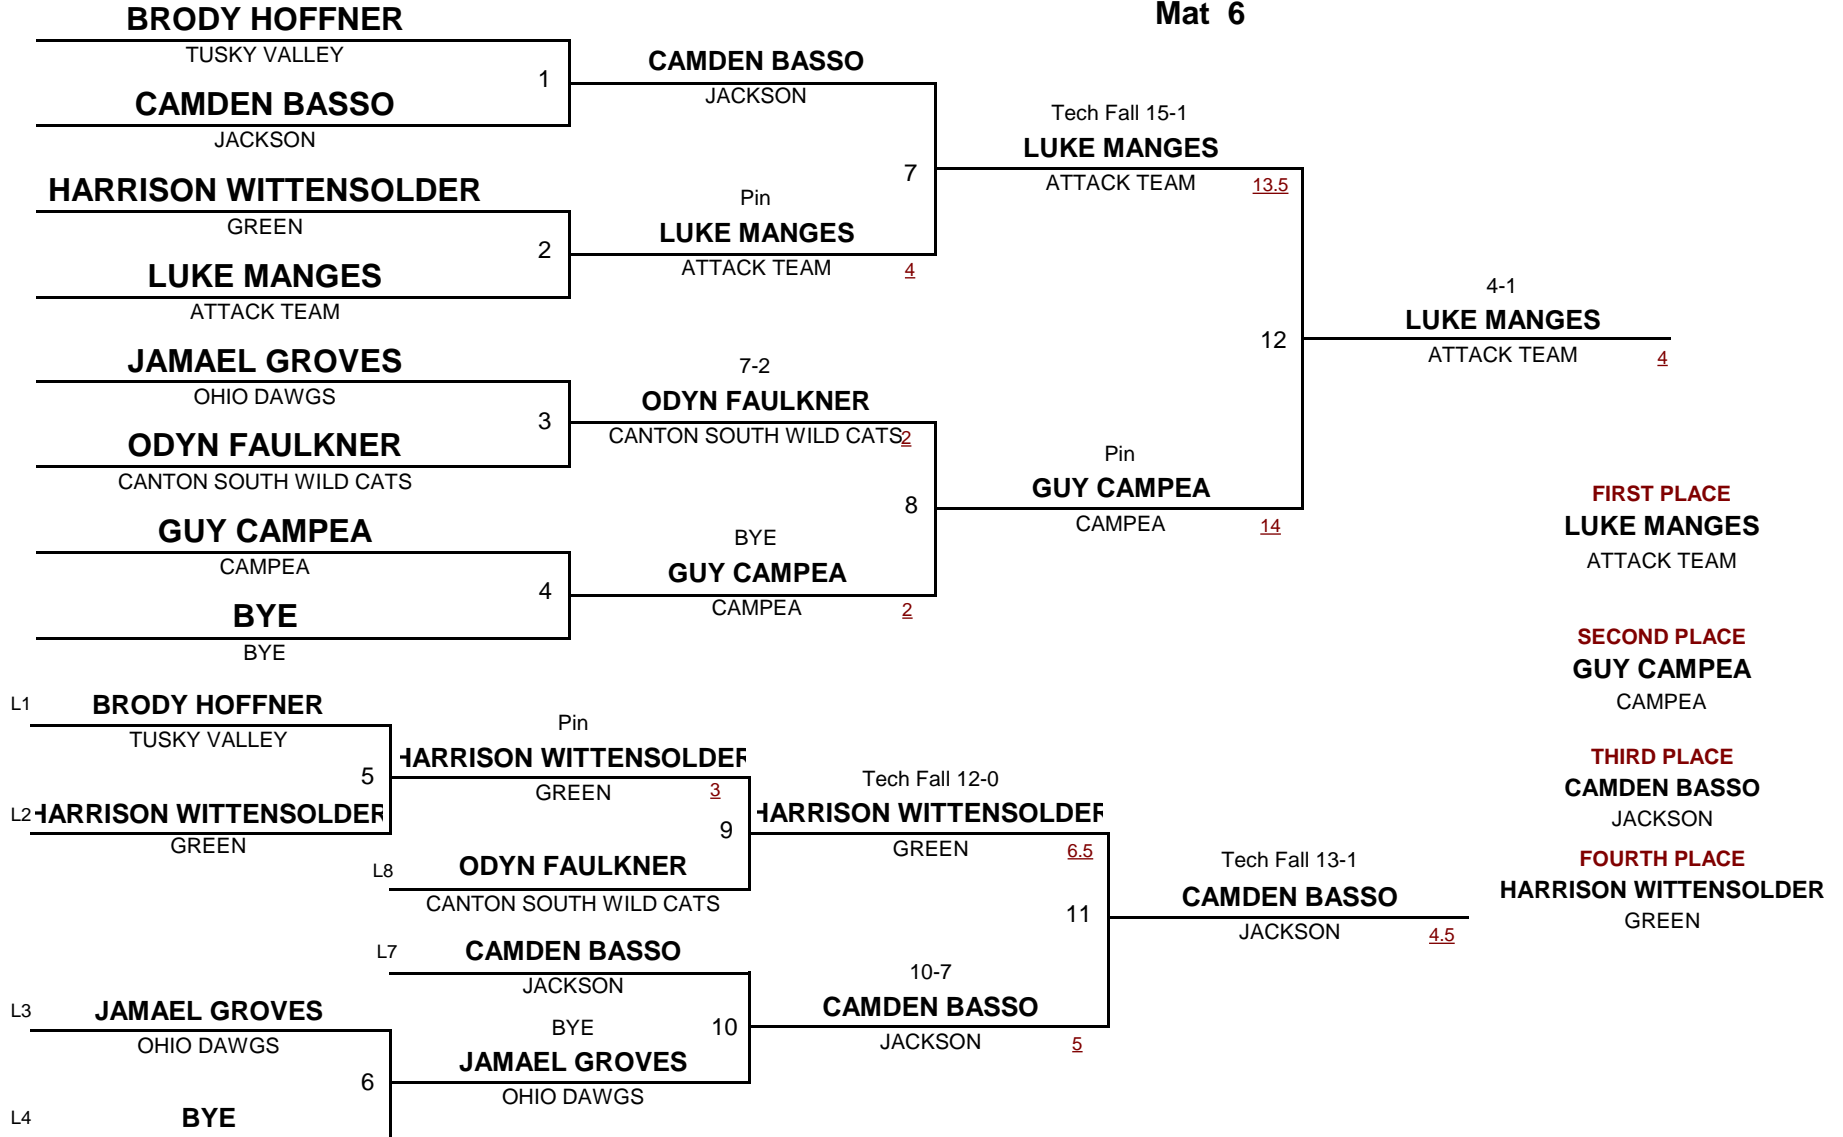 Mat 6
BRODY HOFFNER
TUSKY VALLEY
1
CAMDEN BASSO
JACKSON
CAMDEN BASSO
JACKSON
HARRISON WITTENSOLDER
GREEN
2
LUKE MANGES
ATTACK TEAM
Pin
LUKE MANGES
ATTACK TEAM
4
7
Tech Fall 15-1
LUKE MANGES
ATTACK TEAM
13.5
JAMAEL GROVES
OHIO DAWGS
3
ODYN FAULKNER
CANTON SOUTH WILD CATS
7-2
ODYN FAULKNER
CANTON SOUTH WILD CATS
2
GUY CAMPEA
CAMPEA
4
BYE
BYE
BYE
GUY CAMPEA
CAMPEA
2
8
Pin
GUY CAMPEA
CAMPEA
14
12
4-1
LUKE MANGES
ATTACK TEAM
4
FIRST PLACE
LUKE MANGES
ATTACK TEAM
SECOND PLACE
GUY CAMPEA
CAMPEA
THIRD PLACE
CAMDEN BASSO
JACKSON
FOURTH PLACE
HARRISON WITTENSOLDER
GREEN
L1
BRODY HOFFNER
TUSKY VALLEY
5
L2
HARRISON WITTENSOLDER
GREEN
Pin
HARRISON WITTENSOLDER
GREEN
3
9
L8
ODYN FAULKNER
CANTON SOUTH WILD CATS
Tech Fall 12-0
HARRISON WITTENSOLDER
GREEN
6.5
L7
CAMDEN BASSO
JACKSON
L3
JAMAEL GROVES
OHIO DAWGS
6
L4
BYE
BYE
JAMAEL GROVES
OHIO DAWGS
10
10-7
CAMDEN BASSO
JACKSON
5
11
Tech Fall 13-1
CAMDEN BASSO
JACKSON
4.5